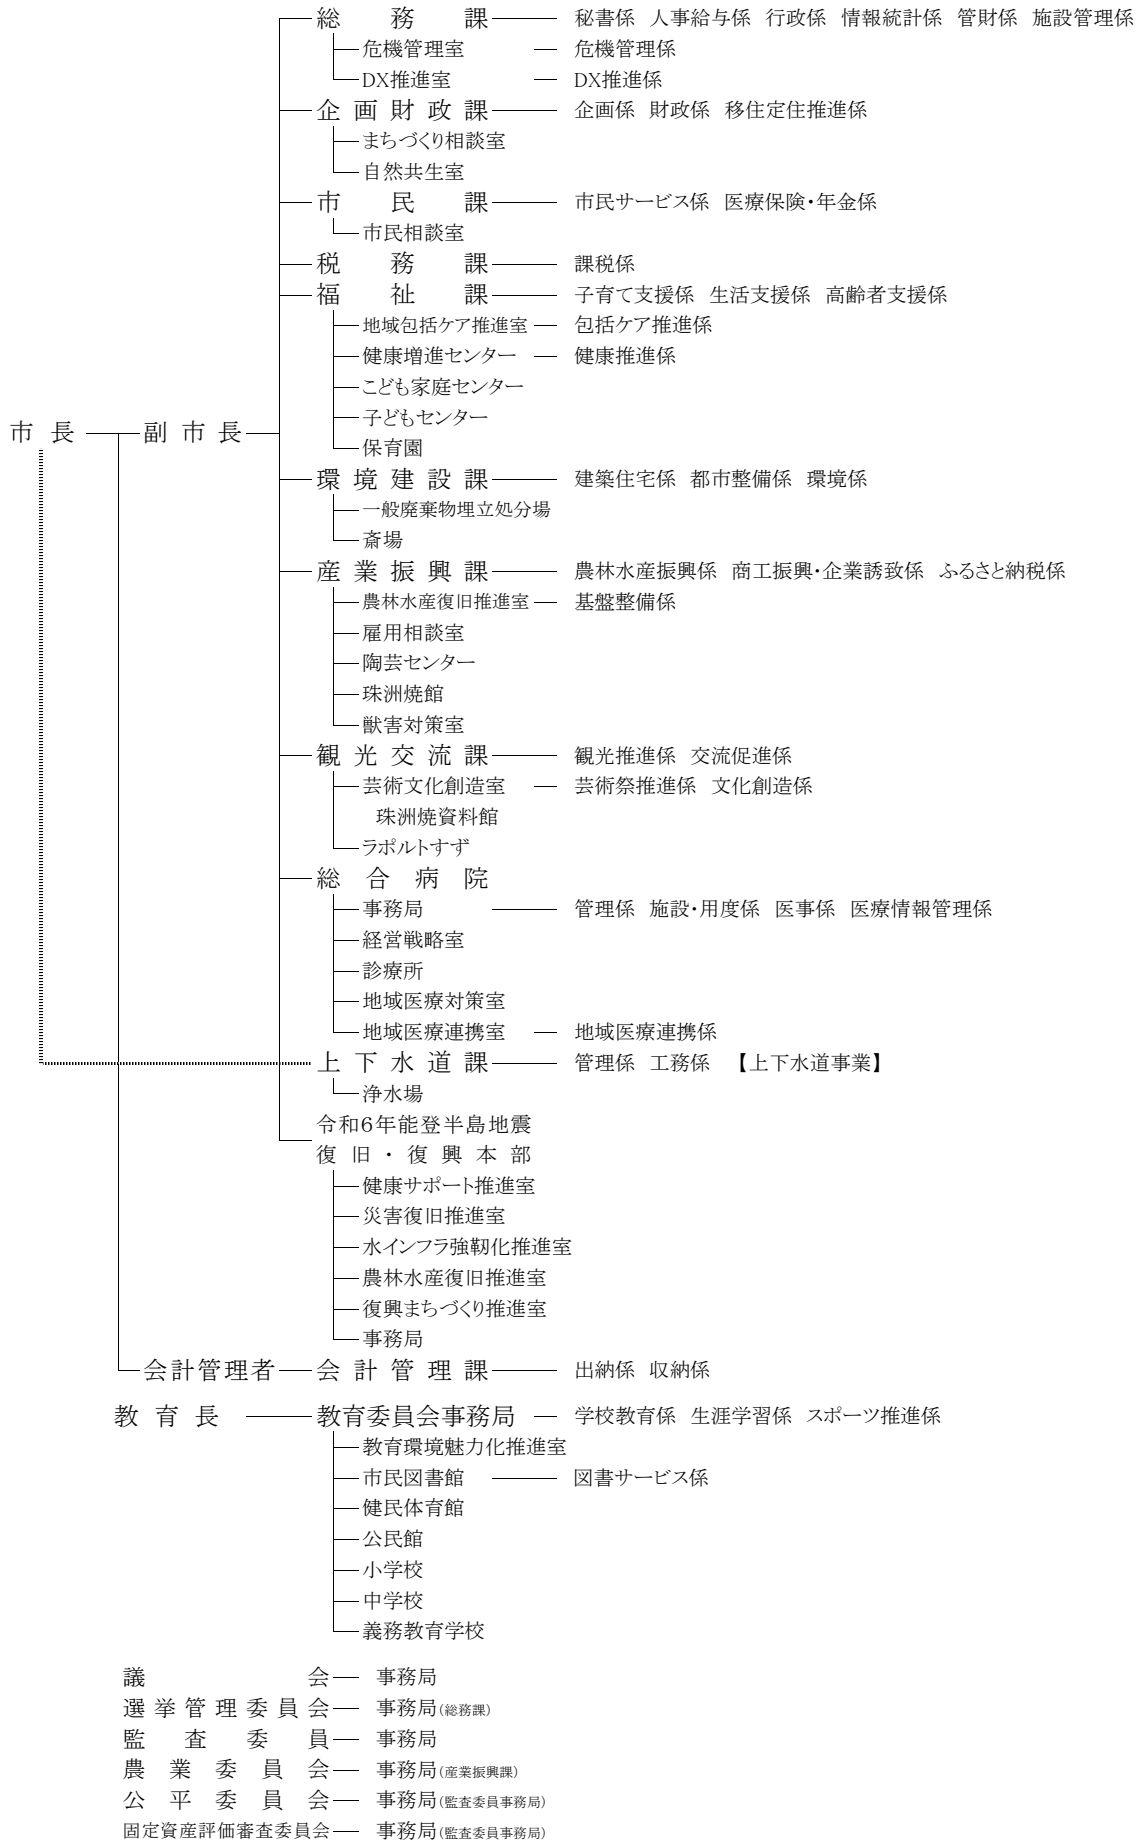 総務課 秘書係 人事給与係 行政係 情報統計係 管財係 施設管理係
危機管理室 危機管理係
DX推進室 DX推進係
企画財政課 企画係 財政係 移住定住推進係
まちづくり相談室
自然共生室
市民課 市民サービス係 医療保険・年金係
市民相談室
税務課 課税係
福祉課 子育て支援係 生活支援係 高齢者支援係
地域包括ケア推進室 包括ケア推進係
健康増進センター 健康推進係
こども家庭センター
子どもセンター
市長 副市長
保育園
環境建設課 建築住宅係 都市整備係 環境係
一般廃棄物埋立処分場
斎場
産業振興課 農林水産振興係 商工振興・企業誘致係 ふるさと納税係
農林水産復旧推進室 基盤整備係
雇用相談室
陶芸センター
珠洲焼館
獣害対策室
観光交流課 観光推進係 交流促進係
芸術文化創造室 芸術祭推進係 文化創造係
珠洲焼資料館
ラポルトすず
総合病院
事務局 管理係 施設・用度係 医事係 医療情報管理係
経営戦略室
診療所
地域医療対策室
地域医療連携室 地域医療連携係
上下水道課 管理係 工務係 【上下水道事業】
浄水場
令和6年能登半島地震
復旧・復興本部
健康サポート推進室
災害復旧推進室
水インフラ強靭化推進室
農林水産復旧推進室
復興まちづくり推進室
事務局
会計管理者 会計管理課 出納係 収納係
教育長 教育委員会事務局 学校教育係 生涯学習係 スポーツ推進係
教育環境魅力化推進室
市民図書館 図書サービス係
健民体育館
公民館
小学校
中学校
義務教育学校
議会 事務局
選挙管理委員会 事務局(総務課)
監査委員 事務局
農業委員会 事務局(産業振興課)
公平委員会 事務局(監査委員事務局)
固定資産評価審査委員会 事務局(監査委員事務局)